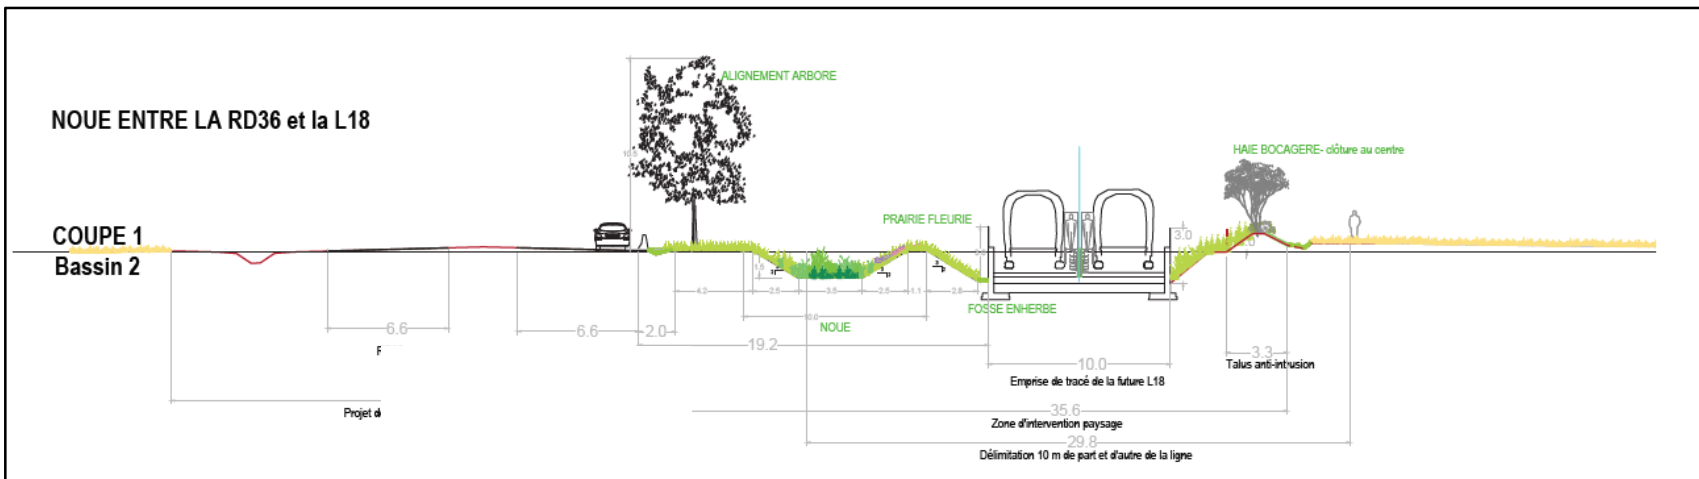 ALIGNEMENT ARBORE
NOUE ENTRE LA RD36 et la L18
HAIE BOCAGERE- clôture au centre
PRAIRIE FLEURIE
COUPE 1
Bassin 2
3.0
1.5
4.2
2.5
3.5
2.5
1.1
2.8
FOSSE ENHERBE
10.0
NOUE
6.6
6.6
2.0
19.2
10.0
3.3
Talus anti-intrusion
Emprise de tracé de la future L18
35.6
Projet d
Zone d'intervention paysage
29.8
Délimitation 10 m de part et d'autre de la ligne